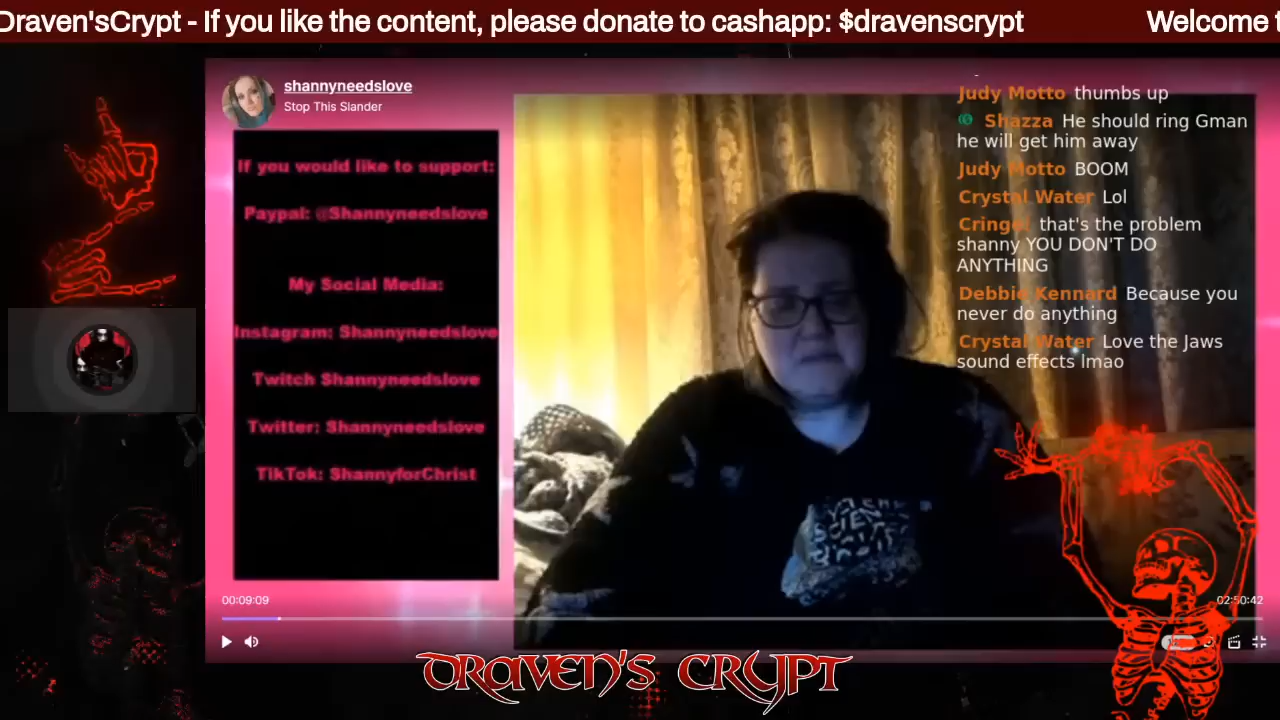 Draven'sCrypt - If you like the content, please donate to cashapp: $dravenscrypt
Welcome t
shannyneedslove
Stop This Slander
If you would like to support:
Paypal: @Shannyneedslove
My Social Media:
Instagram: Shannyneedslove
Twitch Shannyneedslove
Twitter: Shannyneedslove
TikTok: ShannyforChrist
Judy Motto thumbs up
Shazza He should ring Gman
he will get him away
Judy Motto BOOM
Crystal Water Lol
Cringe that's the problem
shanny YOU DON'T DO
ANYTHING
Debbie Kennard Because you
never do anything
Crystal Water Love the Jaws
sound effects lmao
00:09:09
02:50:42
DRAVEN'S CRYPT